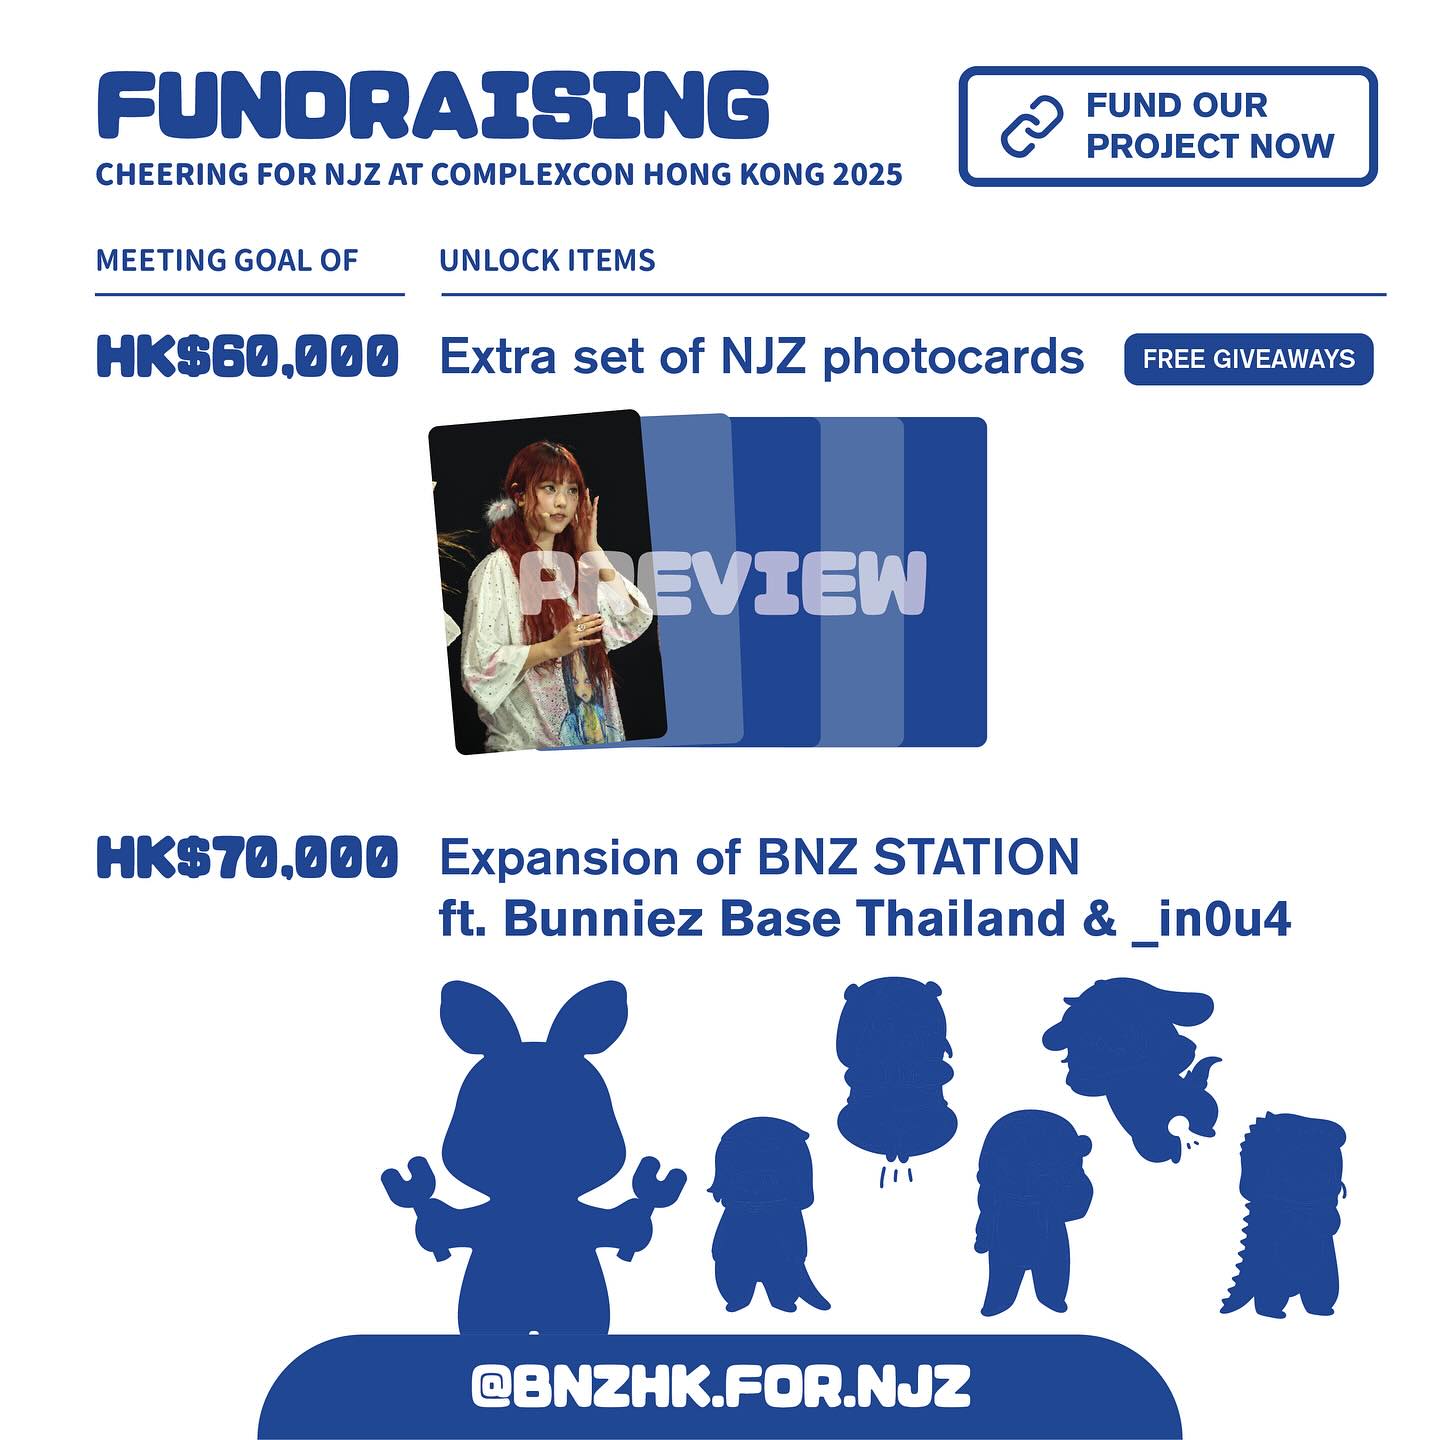 FUNDRAISING
CHEERING FOR NJZ AT COMPLEXCON HONG KONG 2025
FUND OUR
PROJECT NOW
MEETING GOAL OF
UNLOCK ITEMS
HK$60,000
Extra set of NJZ photocards
FREE GIVEAWAYS
PREVIEW
HK$70,000
Expansion of BNZ STATION
ft. Bunniez Base Thailand & _in0u4
@BNZHK.FOR.NJZ